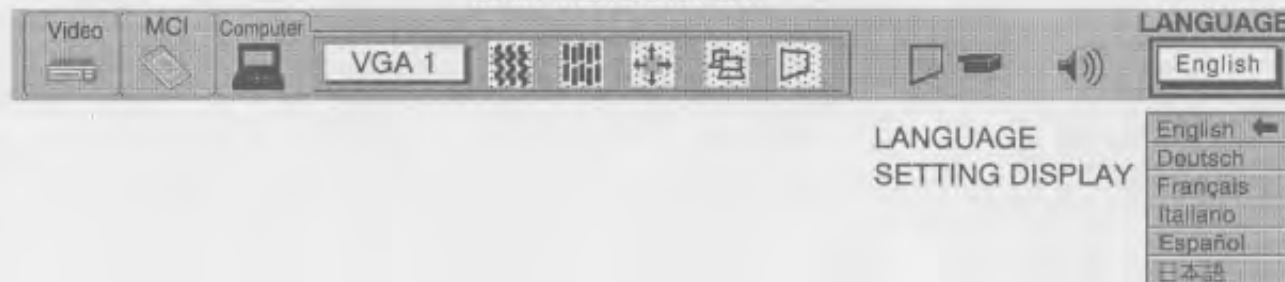 Video MCI Computer LANGUAGE
VGA 1 English
LANGUAGE
SETTING DISPLAY
English
Deutsch
Français
Italiano
Español
日本語